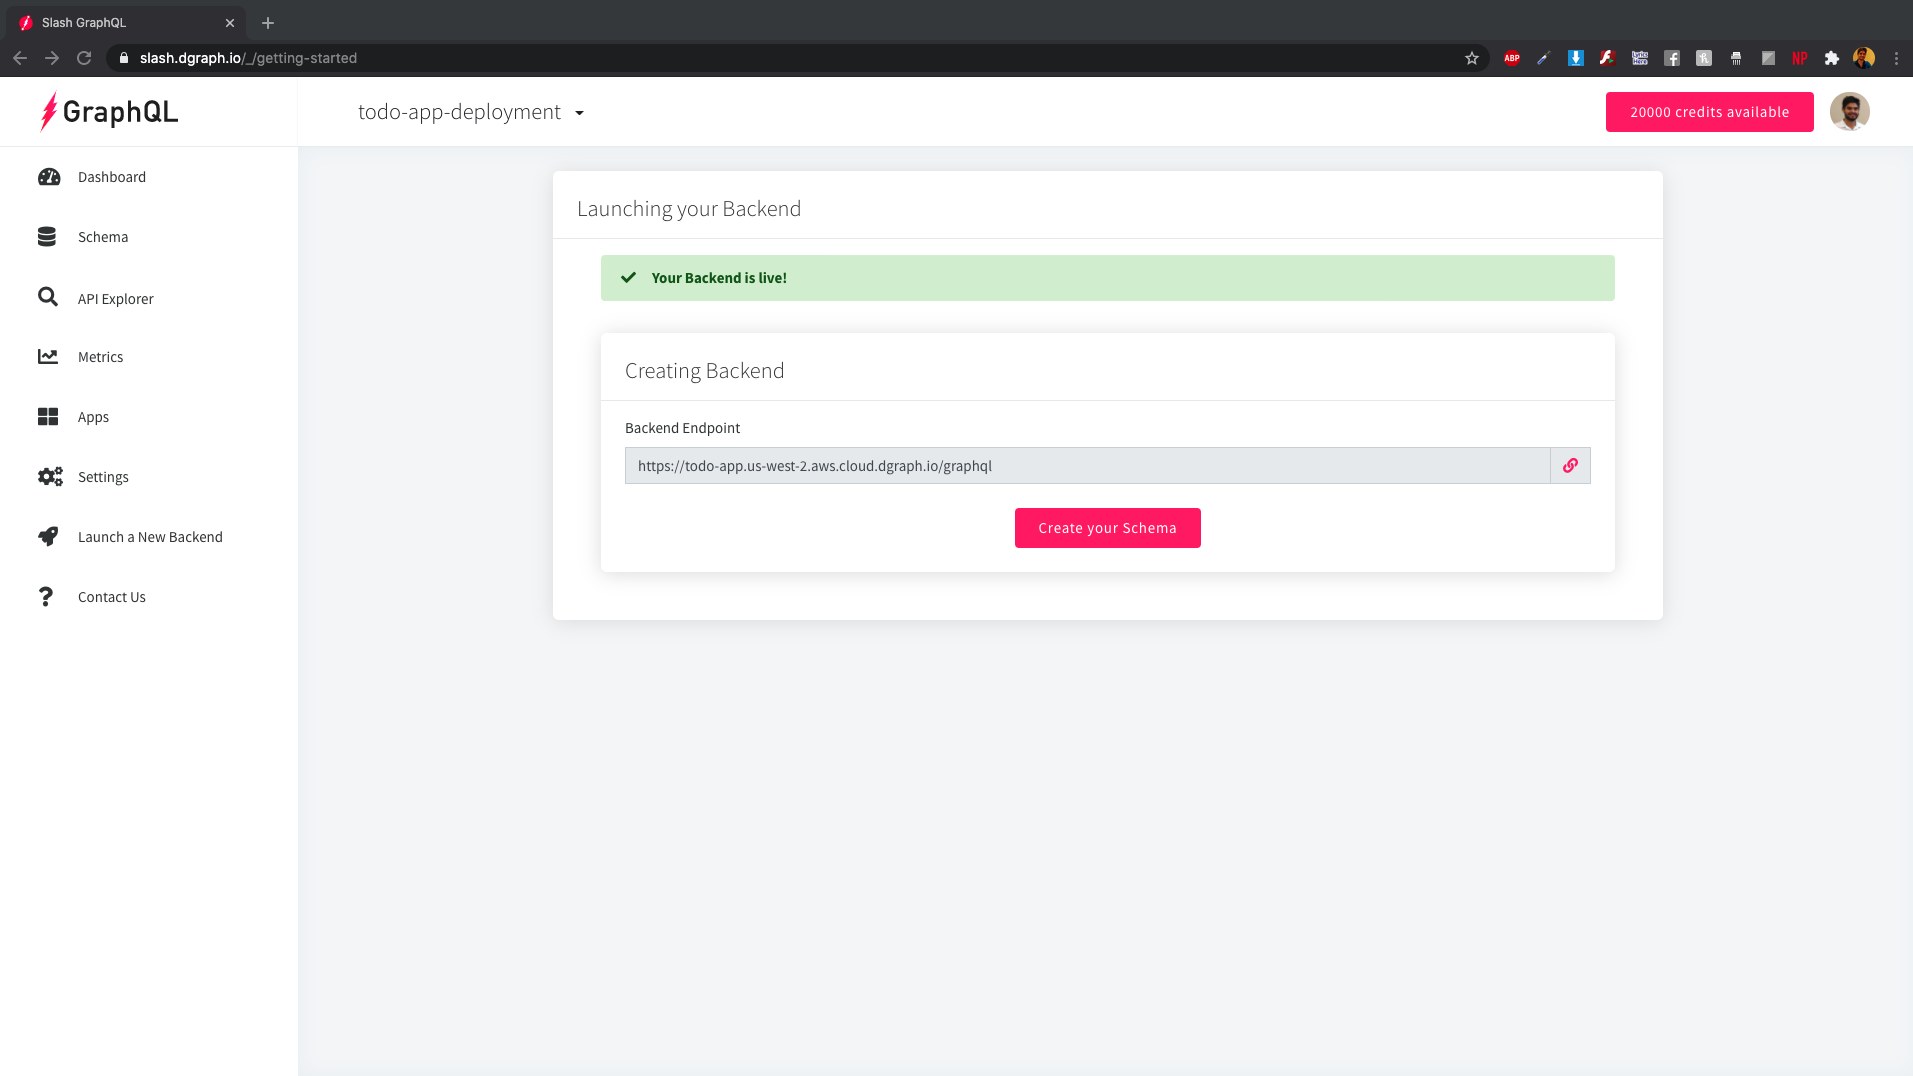 Slash GraphQL
slash.dgraph.io/_/getting-started
ABP
Lyrics Here
NP
GraphQL
todo-app-deployment
20000 credits available
Dashboard
Schema
API Explorer
Metrics
Apps
Settings
Launch a New Backend
Contact Us
Launching your Backend
Your Backend is live!
Creating Backend
Backend Endpoint
https://todo-app.us-west-2.aws.cloud.dgraph.io/graphql
Create your Schema